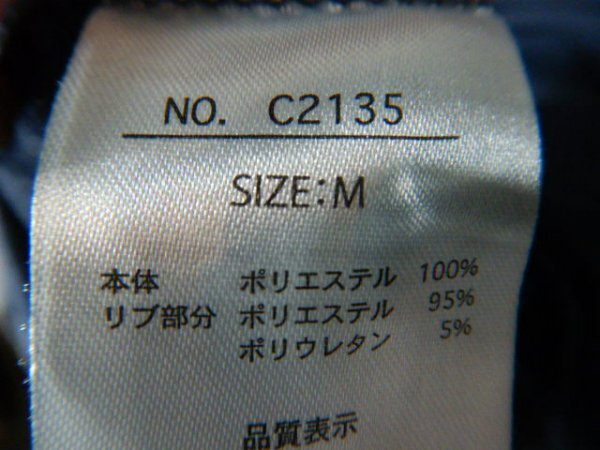 NO. C2135
SIZE:M
本体 ポリエステル 100%
リブ部分 ポリエステル 95%
ポリウレタン 5%
品質表示